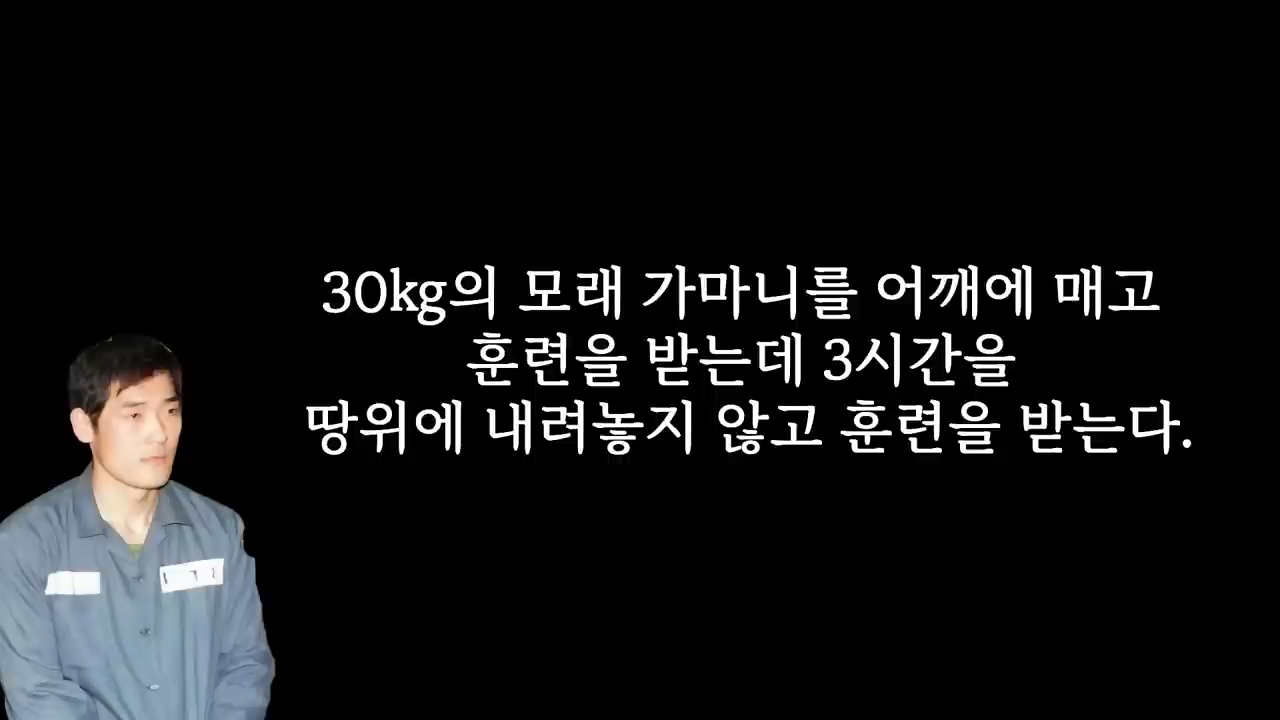 30kg의 모래 가마니를 어깨에 매고
훈련을 받는데 3시간을
땅위에 내려놓지 않고 훈련을 받는다.